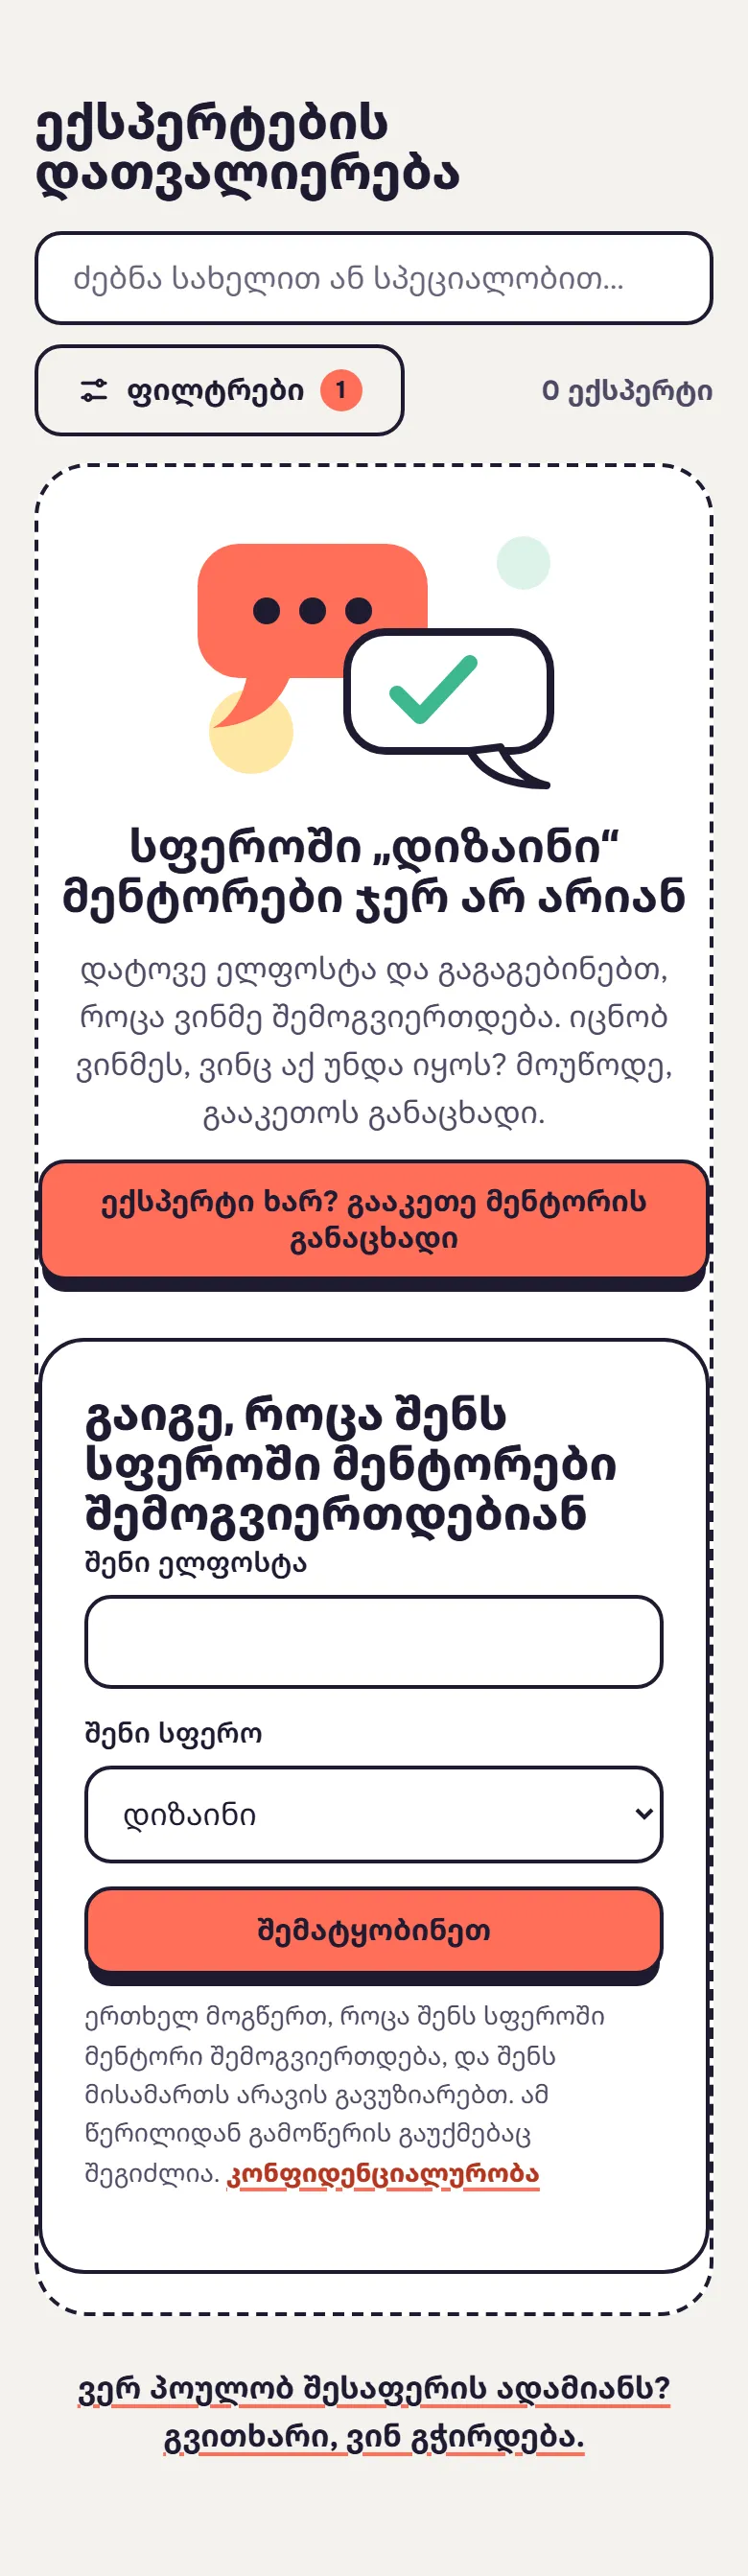 ექსპერტების
დათვალიერება
ძებნა სახელით ან სპეციალობით...
ფილტრები 1
0 ექსპერტი
სფეროში „დიზაინი“
მენტორები ჯერ არ არიან
დატოვე ელფოსტა და გაგაგებინებთ,
როცა ვინმე შემოგვიერთდება. იცნობ
ვინმეს, ვინც აქ უნდა იყოს? მოუწოდე,
გააკეთოს განაცხადი.
ექსპერტი ხარ? გააკეთე მენტორის
განაცხადი
გაიგე, როცა შენს
სფეროში მენტორები
შემოგვიერთდებიან
შენი ელფოსტა
შენი სფერო
დიზაინი
შემატყობინეთ
ერთხელ მოგწერთ, როცა შენს სფეროში
მენტორი შემოგვიერთდება, და შენს
მისამართს არავის გავუზიარებთ. ამ
წერილიდან გამოწერის გაუქმებაც
შეგიძლია. კონფიდენციალურობა
ვერ პოულობ შესაფერის ადამიანს?
გვითხარი, ვინ გჭირდება.